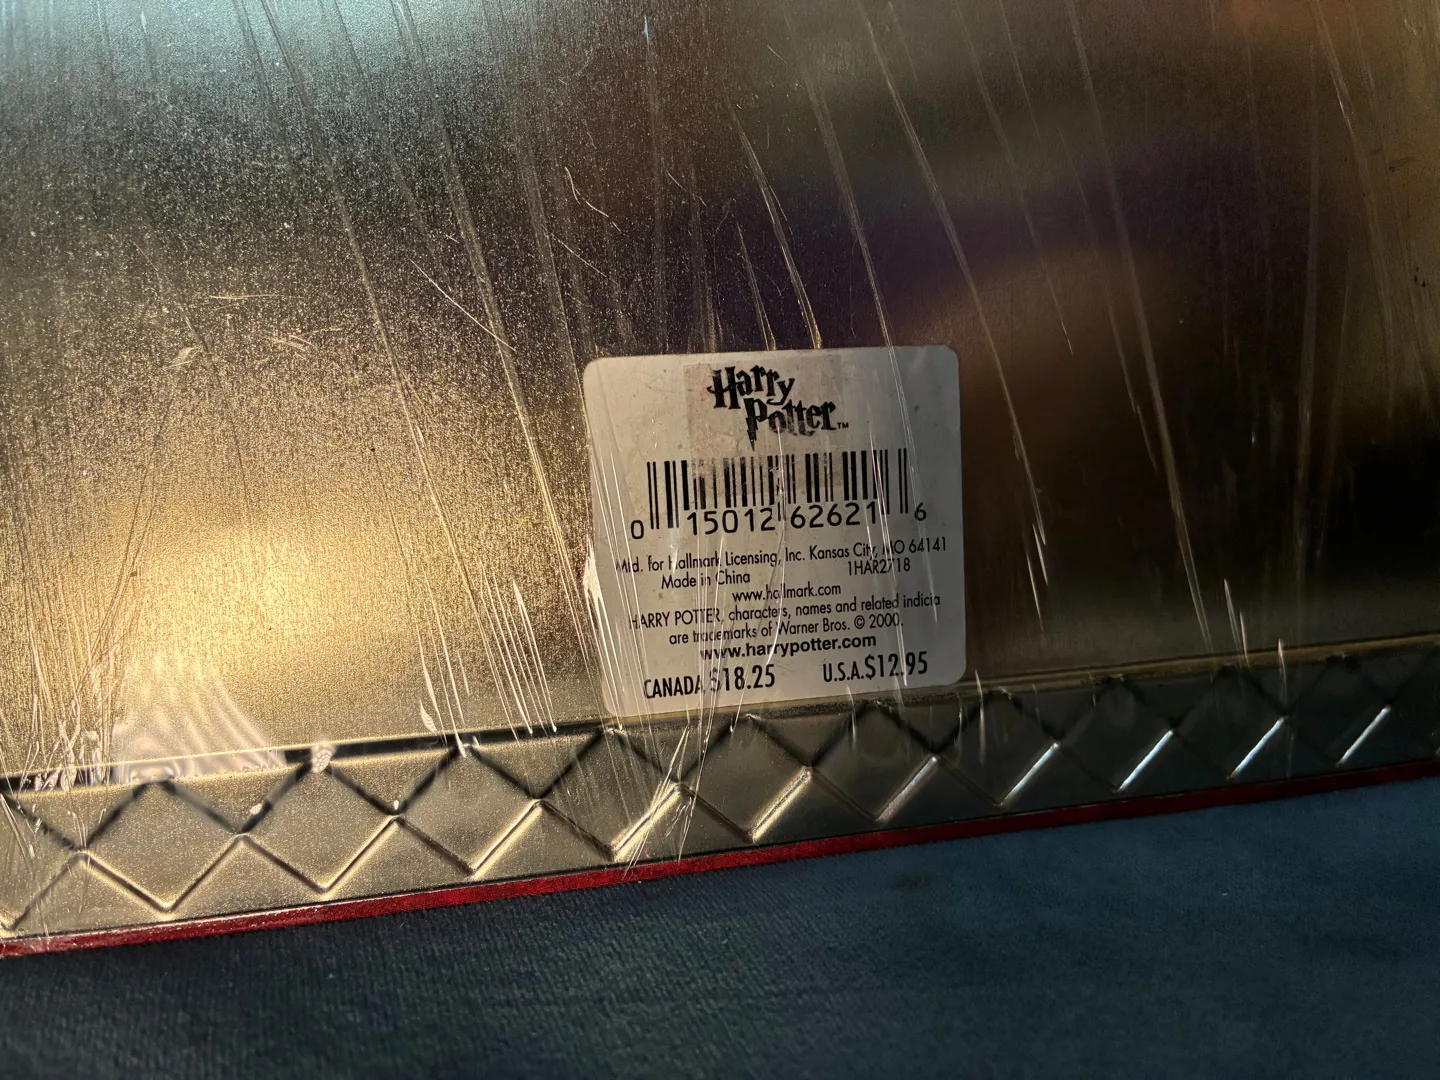 Harry
Potter™
0 15012 62621 6
Mfd. for Hallmark Licensing, Inc. Kansas City, MO 64141
Made in China 1HAR2718
www.hallmark.com
HARRY POTTER, characters, names and related indicia
are trademarks of Warner Bros. © 2000.
www.harrypotter.com
CANADA $18.25 U.S.A.$12.95